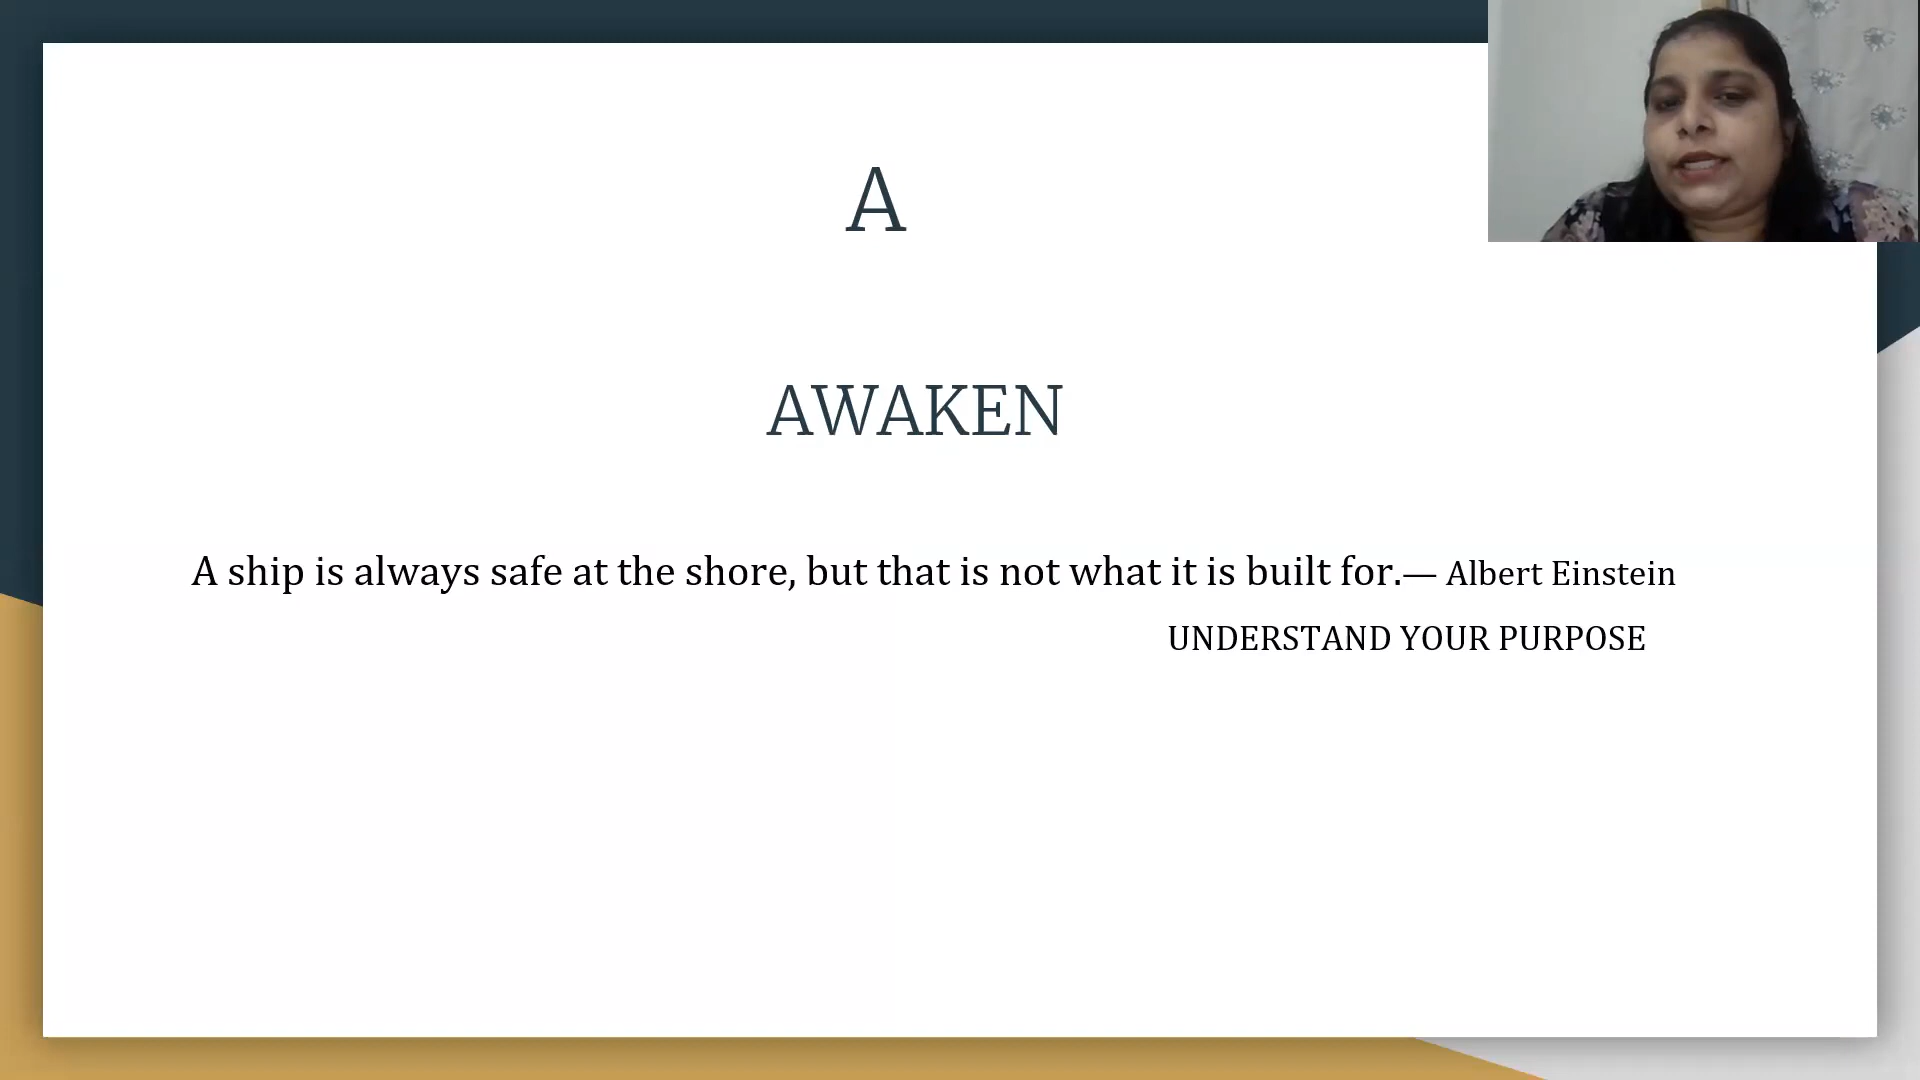 A
AWAKEN
A ship is always safe at the shore, but that is not what it is built for.— Albert Einstein
UNDERSTAND YOUR PURPOSE